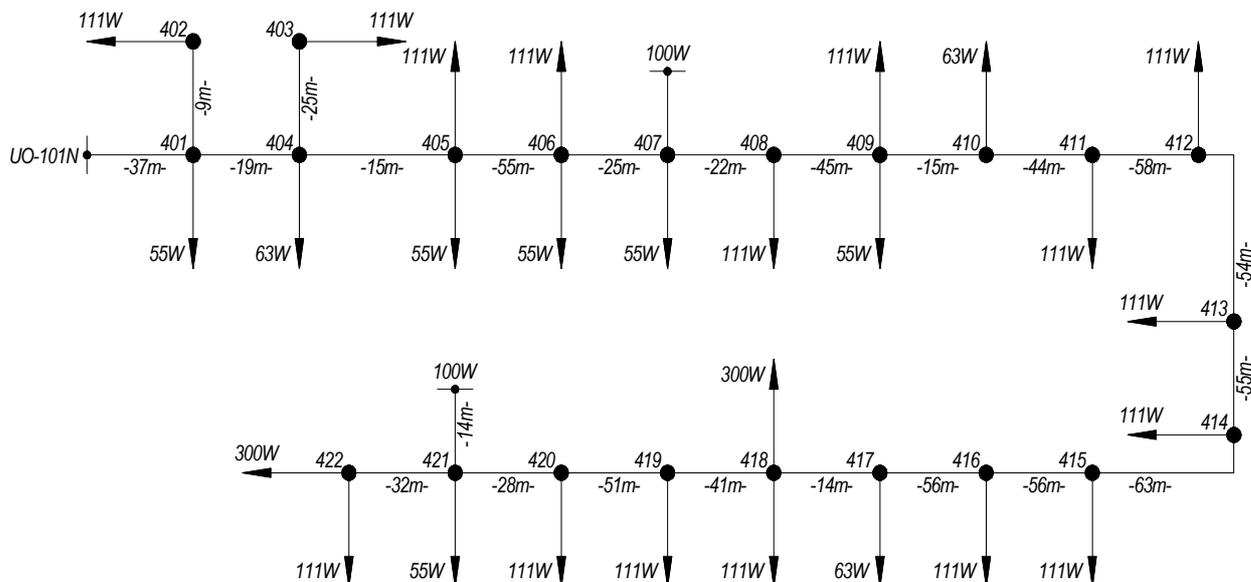 111W 402 403 111W
111W 111W 100W 111W 63W 111W
-9m- -25m-
UO-101N 401 404 405 406 407 408 409 410 411 412
-37m- -19m- -15m- -55m- -25m- -22m- -45m- -15m- -44m- -58m-
55W 63W 55W 55W 55W 111W 55W 111W
-54m-
111W 413
-55m-
100W 300W
-14m-
111W 414
300W 422 421 420 419 418 417 416 415
-32m- -28m- -51m- -41m- -14m- -56m- -56m- -63m-
111W 55W 111W 111W 111W 63W 111W 111W